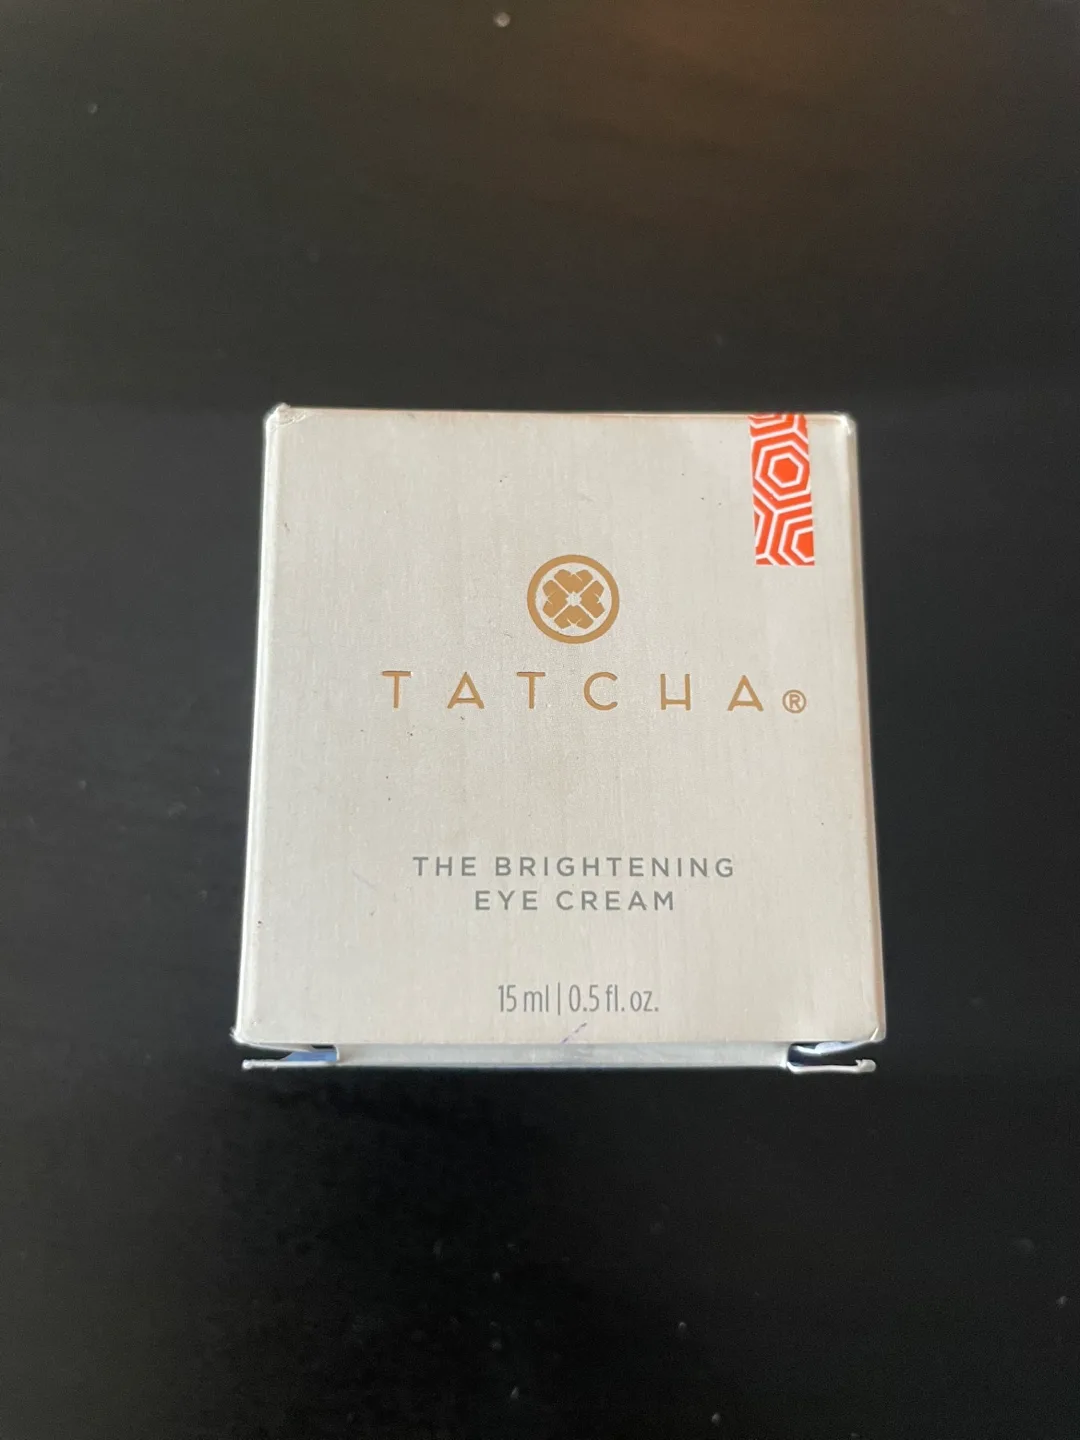 TATCHA®
THE BRIGHTENING
EYE CREAM
15 ml | 0.5 fl. oz.